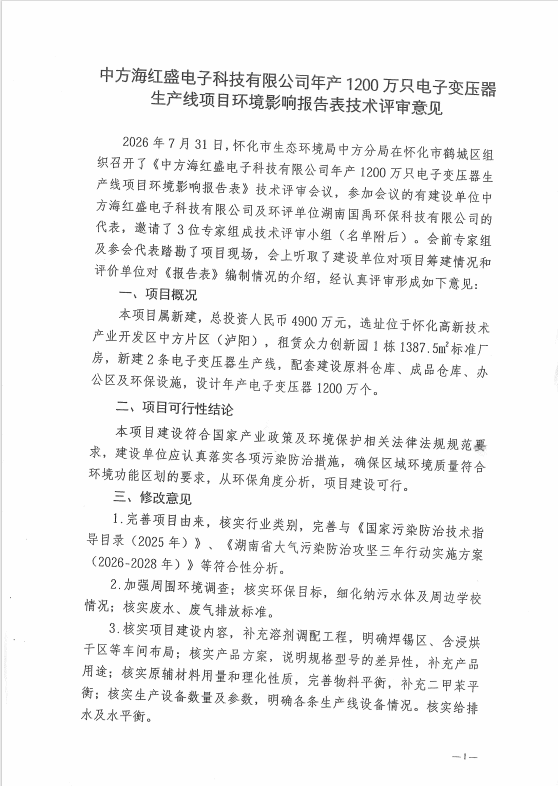 中方海红盛电子科技有限公司年产 1200 万只电子变压器
生产线项目环境影响报告表技术评审意见
2026 年 7 月 31 日，怀化市生态环境局中方分局在怀化市鹤城区组
织召开了《中方海红盛电子科技有限公司年产 1200 万只电子变压器生
产线项目环境影响报告表》技术评审会议，参加会议的有建设单位中
方海红盛电子科技有限公司及环评单位湖南国禹环保科技有限公司的
代表，邀请了 3 位专家组成技术评审小组（名单附后）。会前专家组
及参会代表踏勘了项目现场，会上听取了建设单位对项目筹建情况和
评价单位对《报告表》编制情况的介绍，经认真评审形成如下意见：
一、项目概况
本项目属新建，总投资人民币 4900 万元，选址位于怀化高新技术
产业开发区中方片区（泸阳），租赁众力创新园 1 栋 1387.5㎡标准厂
房，新建 2 条电子变压器生产线，配套建设原料仓库、成品仓库、办
公区及环保设施，设计年产电子变压器 1200 万个。
二、项目可行性结论
本项目建设符合国家产业政策及环境保护相关法律法规规范要
求，建设单位应认真落实各项污染防治措施，确保区域环境质量符合
环境功能区划的要求，从环保角度分析，项目建设可行。
三、修改意见
1.完善项目由来，核实行业类别，完善与《国家污染防治技术指
导目录（2025 年）》、《湖南省大气污染防治攻坚三年行动实施方案
（2026-2028 年）》等符合性分析。
2.加强周围环境调查；核实环保目标，细化纳污水体及周边学校
情况；核实废水、废气排放标准。
3.核实项目建设内容，补充溶剂调配工程，明确焊锡区、含浸烘
干区等车间布局；核实产品方案，说明规格型号的差异性，补充产品
用途；核实原辅材料用量和理化性质，完善物料平衡，补充二甲苯平
衡；核实生产设备数量及参数，明确各条生产线设备情况。核实给排
水及水平衡。
—1—